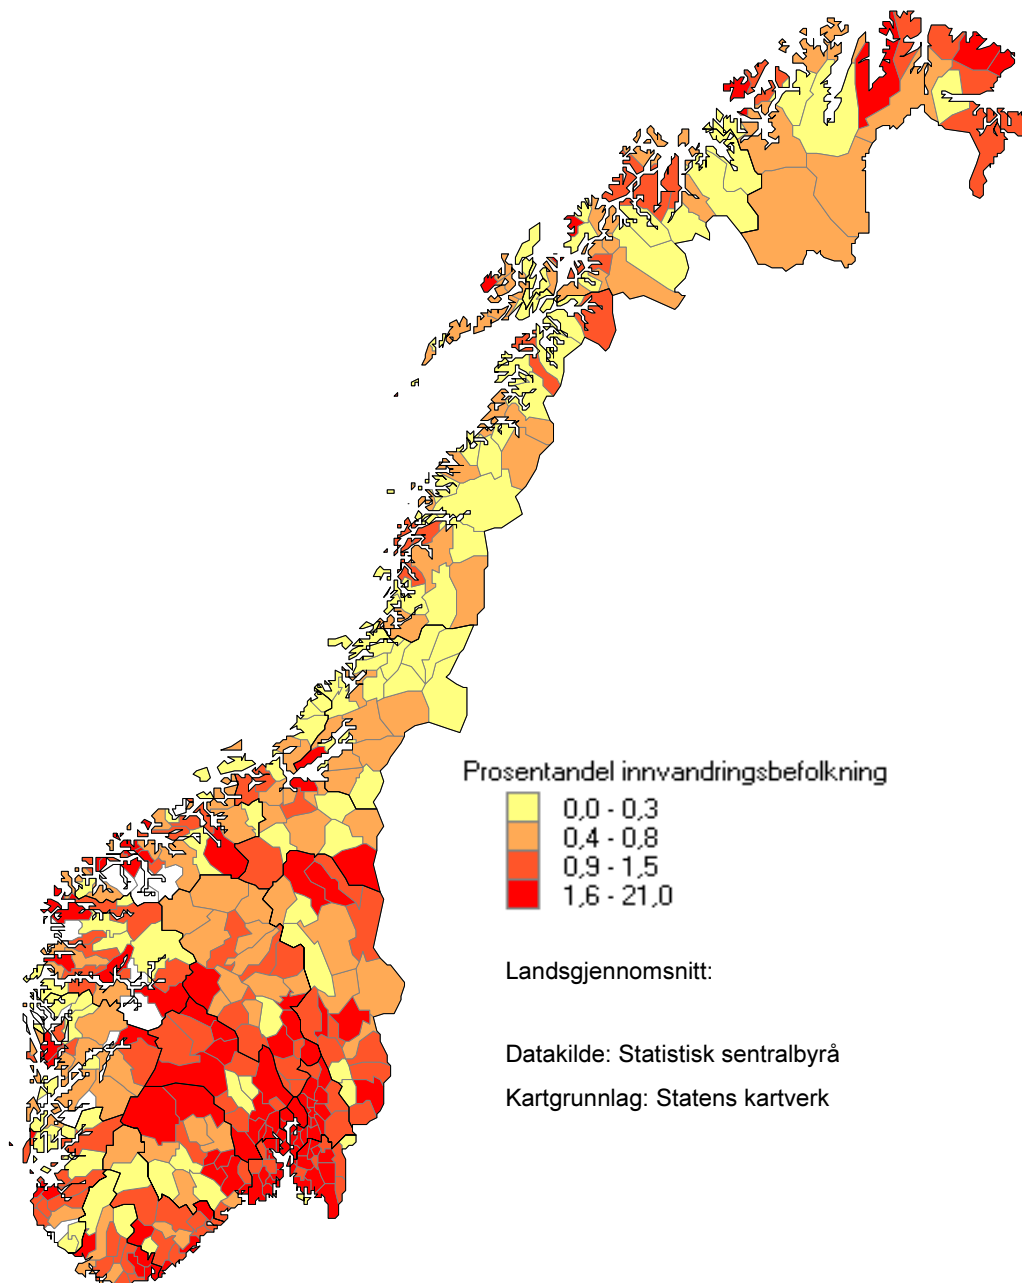 Prosentandel innvandringsbefolkning
0,0 - 0,3
0,4 - 0,8
0,9 - 1,5
1,6 - 21,0
Landsgjennomsnitt:
Datakilde: Statistisk sentralbyrå
Kartgrunnlag: Statens kartverk